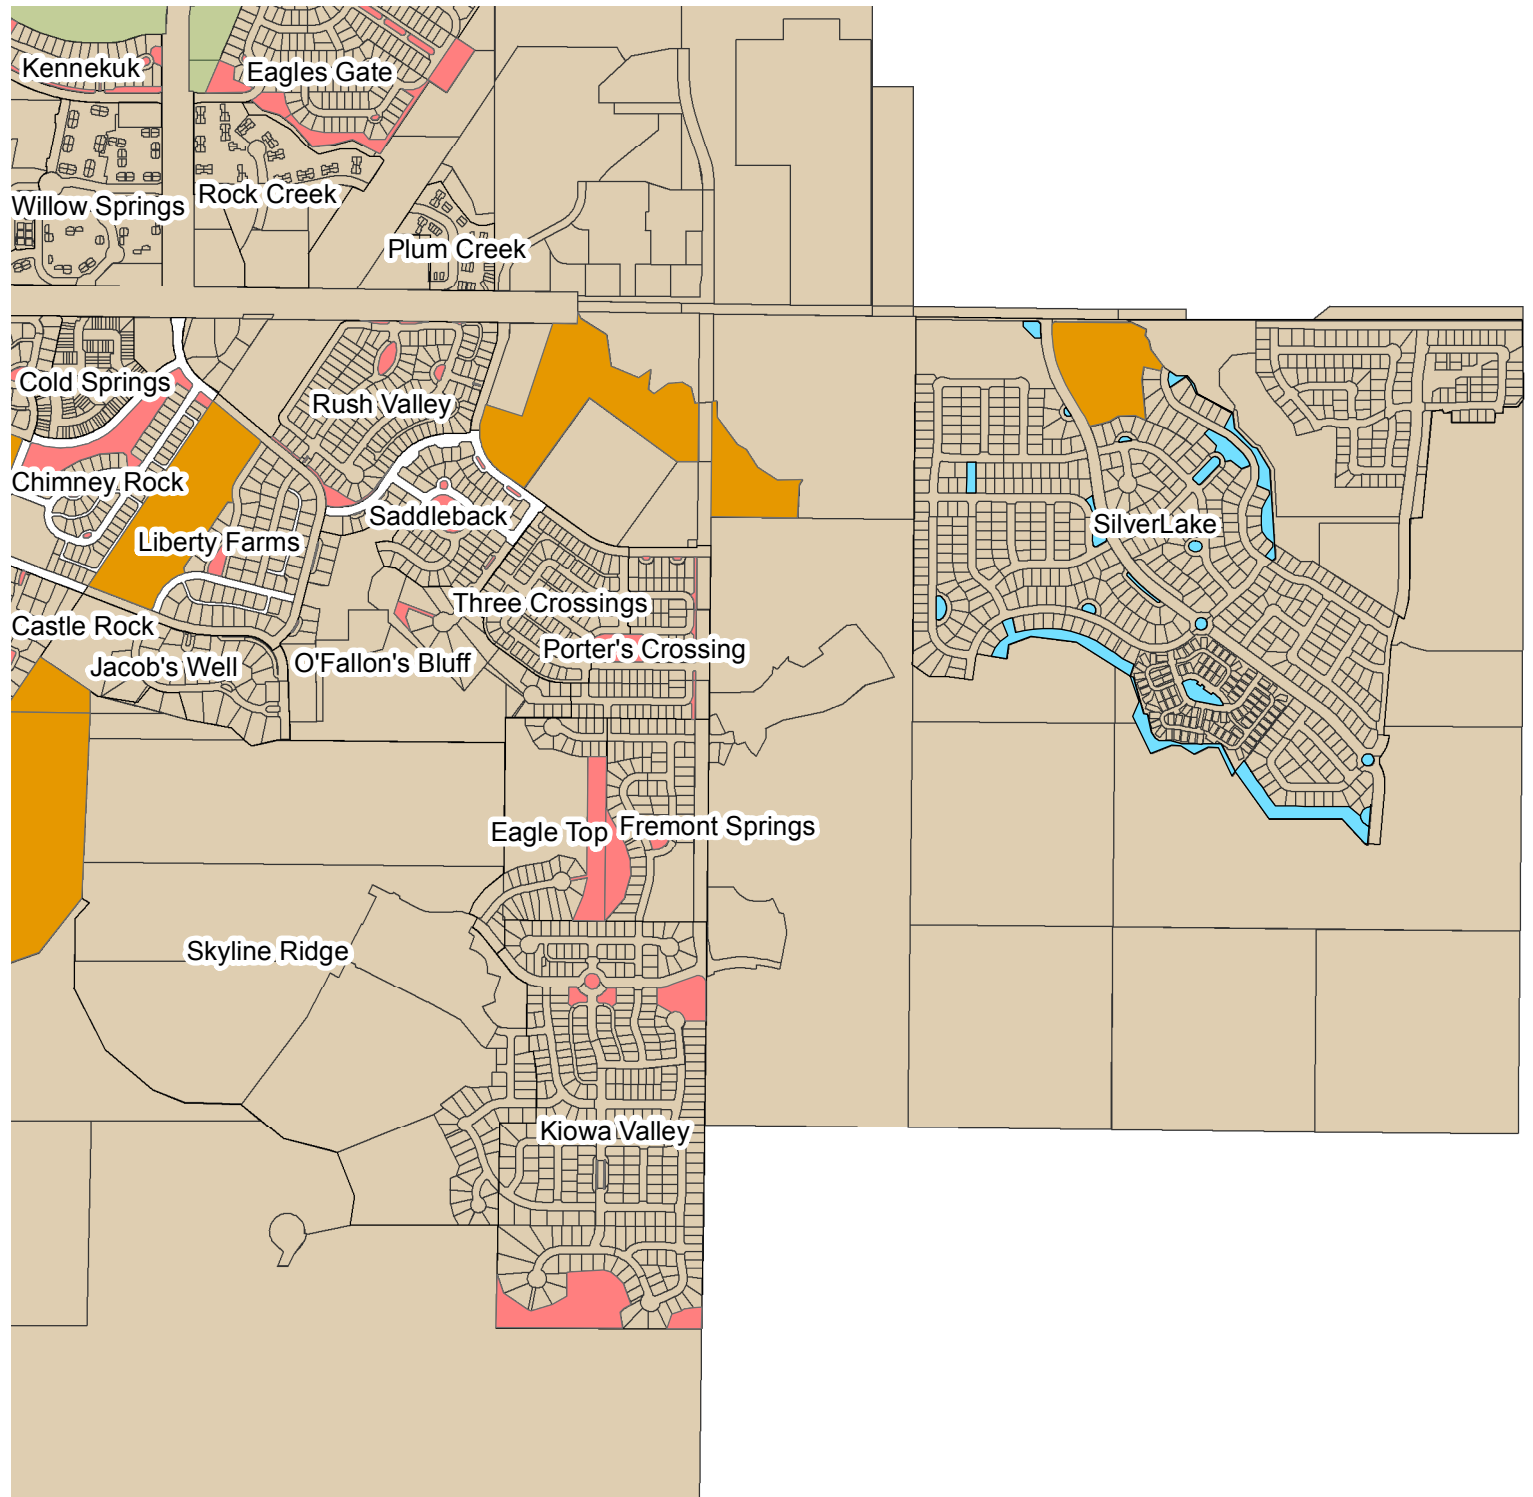 Kennekuk
Eagles Gate
Rock Creek
Willow Springs
Plum Creek
Cold Springs
Rush Valley
Chimney Rock
Saddleback
SilverLake
Liberty Farms
Three Crossings
Castle Rock
Porter's Crossing
Jacob's Well
O'Fallon's Bluff
Eagle Top
Fremont Springs
Skyline Ridge
Kiowa Valley